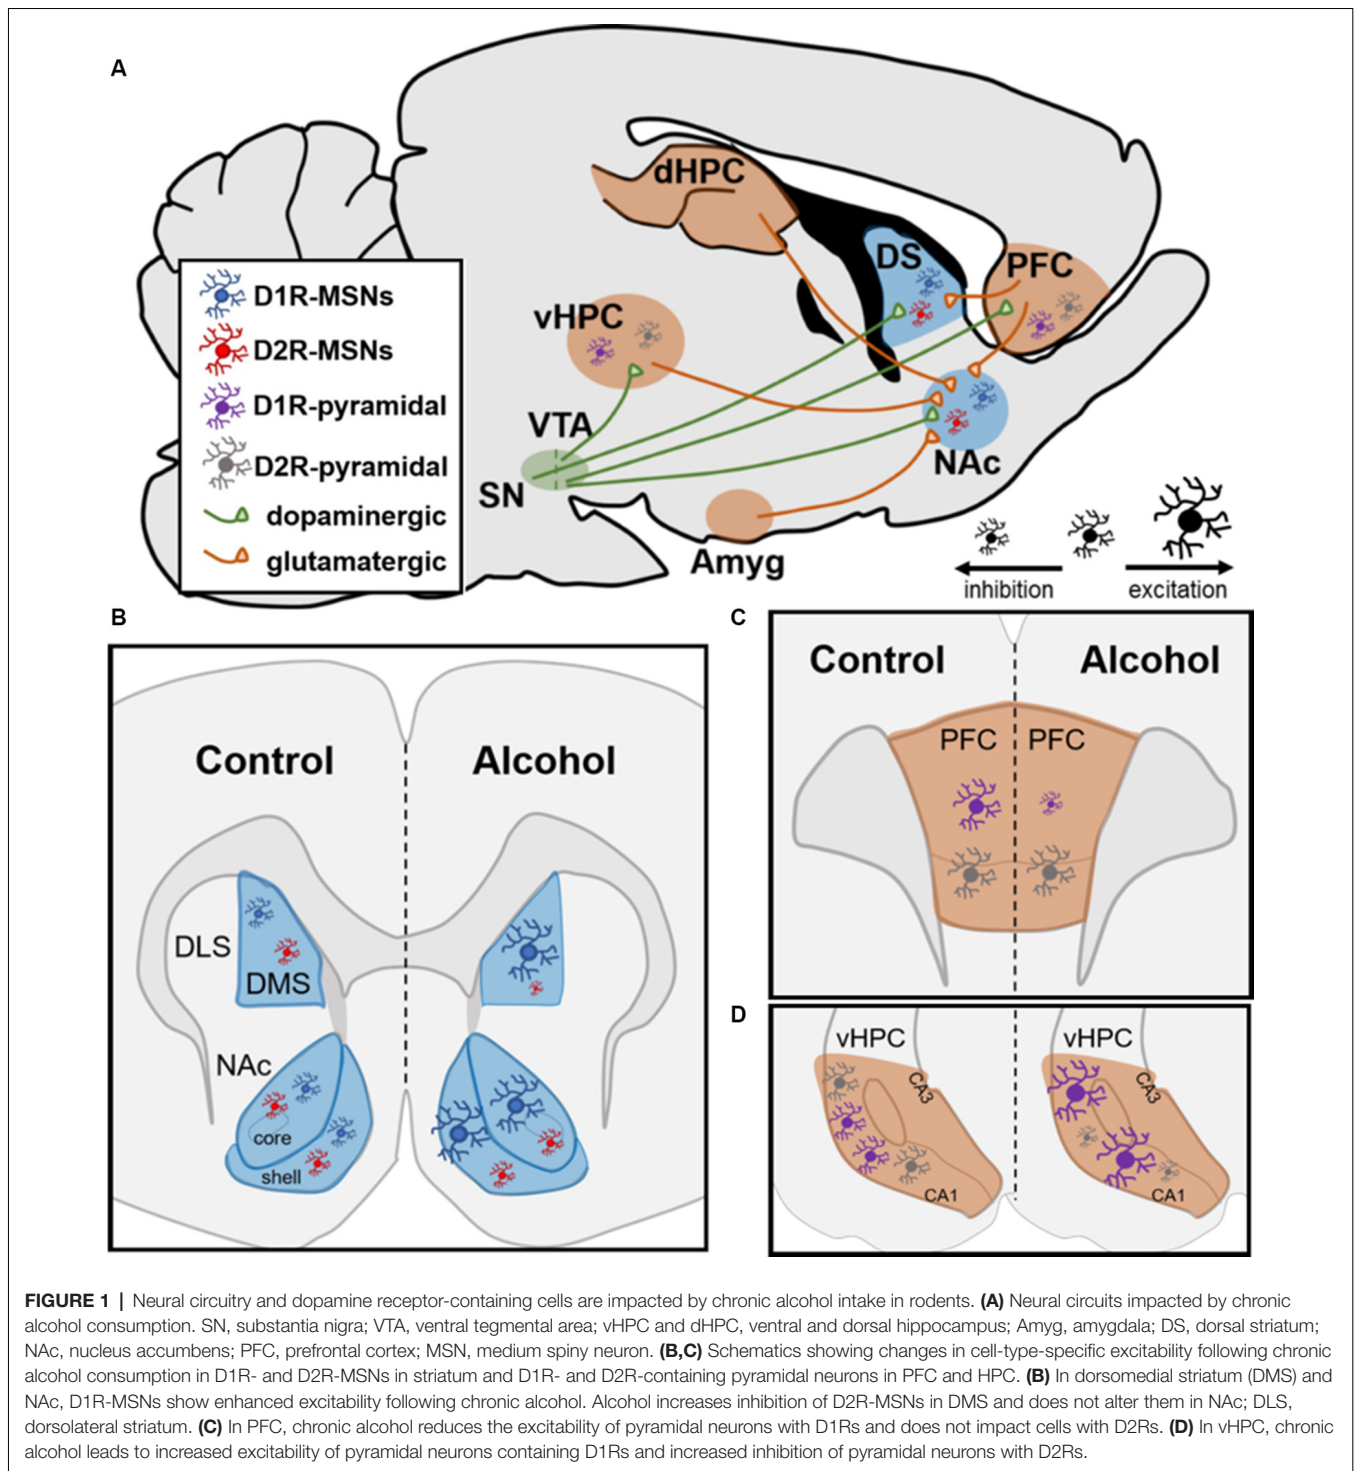 A
dHPC
DS
PFC
vHPC
VTA
SN
NAc
Amyg
D1R-MSNs
D2R-MSNs
D1R-pyramidal
D2R-pyramidal
dopaminergic
glutamatergic
inhibition
excitation
B
Control
Alcohol
DLS
DMS
NAc
core
shell
C
Control
Alcohol
PFC
PFC
D
vHPC
vHPC
CA3
CA3
CA1
CA1
FIGURE 1 | Neural circuitry and dopamine receptor-containing cells are impacted by chronic alcohol intake in rodents. (A) Neural circuits impacted by chronic
alcohol consumption. SN, substantia nigra; VTA, ventral tegmental area; vHPC and dHPC, ventral and dorsal hippocampus; Amyg, amygdala; DS, dorsal striatum;
NAc, nucleus accumbens; PFC, prefrontal cortex; MSN, medium spiny neuron. (B,C) Schematics showing changes in cell-type-specific excitability following chronic
alcohol consumption in D1R- and D2R-MSNs in striatum and D1R- and D2R-containing pyramidal neurons in PFC and HPC. (B) In dorsomedial striatum (DMS) and
NAc, D1R-MSNs show enhanced excitability following chronic alcohol. Alcohol increases inhibition of D2R-MSNs in DMS and does not alter them in NAc; DLS,
dorsolateral striatum. (C) In PFC, chronic alcohol reduces the excitability of pyramidal neurons with D1Rs and does not impact cells with D2Rs. (D) In vHPC, chronic
alcohol leads to increased excitability of pyramidal neurons containing D1Rs and increased inhibition of pyramidal neurons with D2Rs.